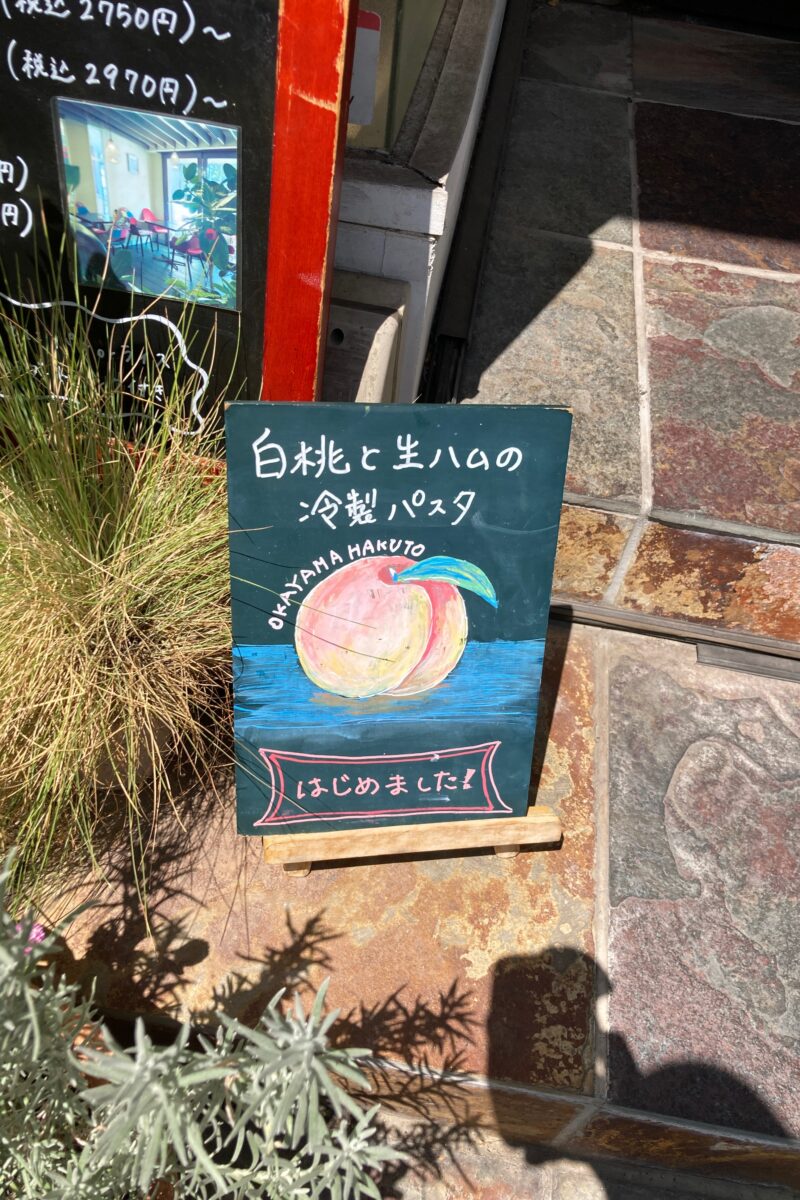 (税込2750円)〜
(税込2970円)〜
円)
円)
白桃と生ハムの
冷製パスタ
OKAYAMA HAKUTO
はじめました!